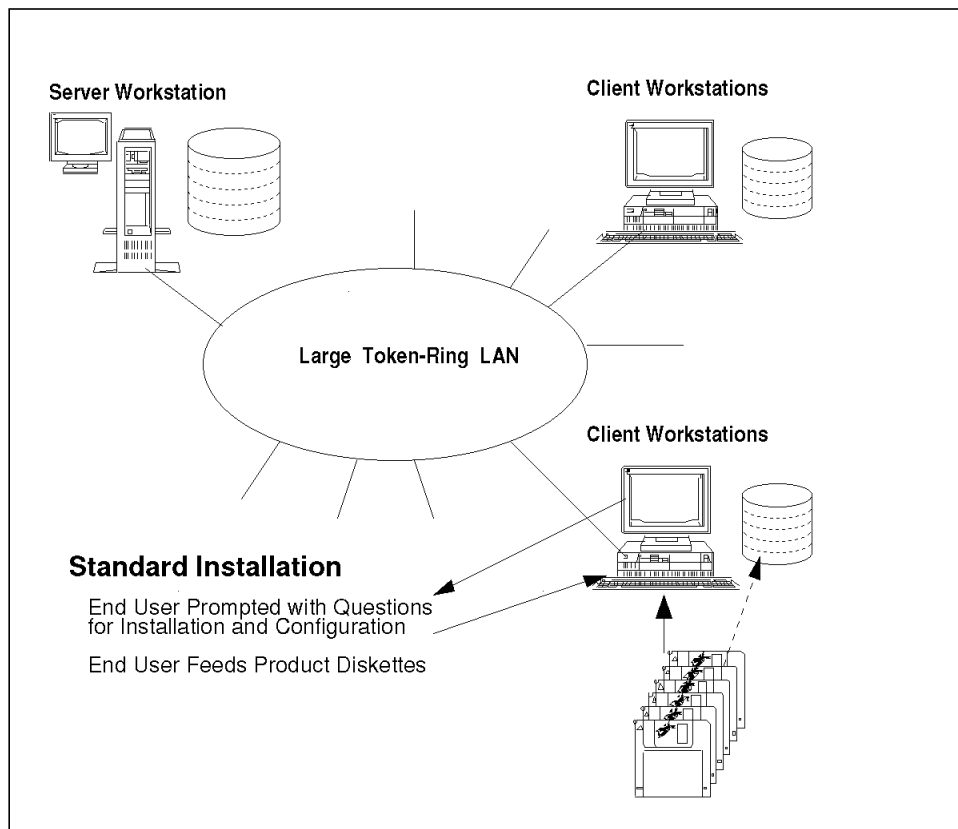 Server Workstation
Client Workstations
Large Token-Ring LAN
Client Workstations
Standard Installation
End User Prompted with Questions
for Installation and Configuration
End User Feeds Product Diskettes